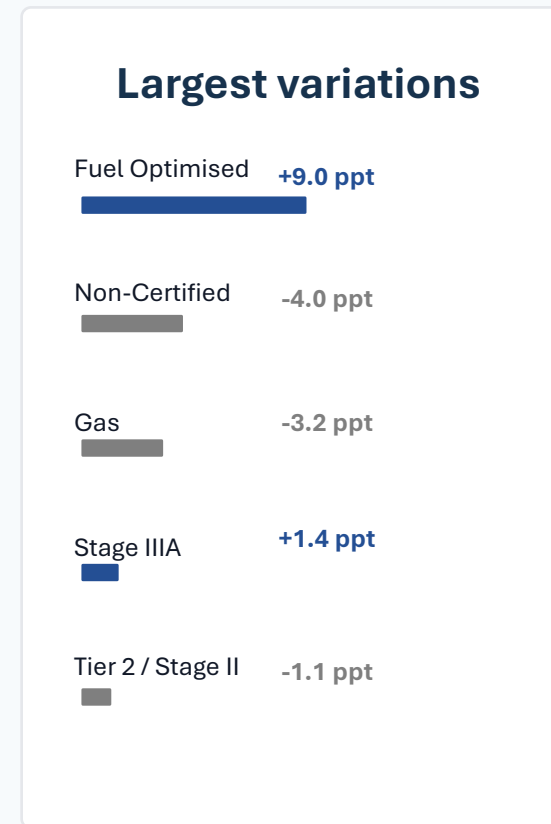 Largest variations
Fuel Optimised +9.0 ppt
Non-Certified -4.0 ppt
Gas -3.2 ppt
Stage IIIA +1.4 ppt
Tier 2 / Stage II -1.1 ppt